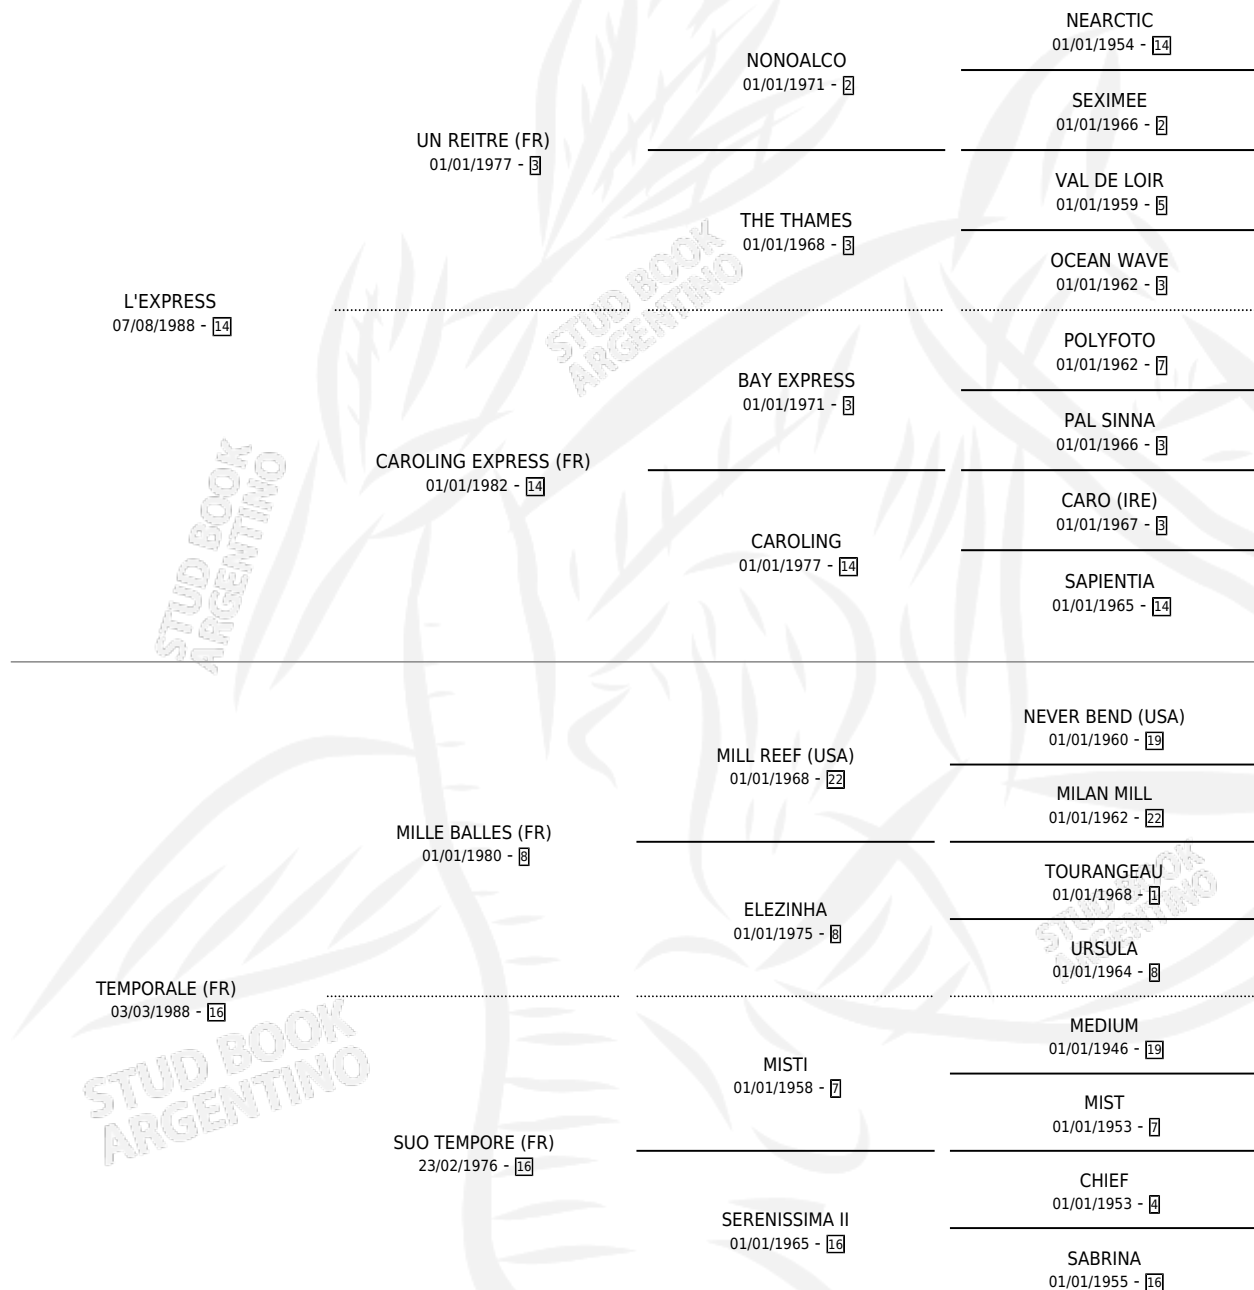 NEARCTIC
01/01/1954 - 14
NONOALCO
01/01/1971 - 2
SEXIMEE
01/01/1966 - 2
UN REITRE (FR)
01/01/1977 - 3
VAL DE LOIR
01/01/1959 - 5
THE THAMES
01/01/1968 - 3
OCEAN WAVE
01/01/1962 - 3
L'EXPRESS
07/08/1988 - 14
POLYFOTO
01/01/1962 - 7
BAY EXPRESS
01/01/1971 - 3
PAL SINNA
01/01/1966 - 3
CAROLING EXPRESS (FR)
01/01/1982 - 14
CARO (IRE)
01/01/1967 - 3
CAROLING
01/01/1977 - 14
SAPIENTIA
01/01/1965 - 14
STUD BOOK
ARGENTINO
STUD BOOK
ARGENTINO
NEVER BEND (USA)
01/01/1960 - 19
MILL REEF (USA)
01/01/1968 - 22
MILAN MILL
01/01/1962 - 22
MILLE BALLES (FR)
01/01/1980 - 8
TOURANGEAU
01/01/1968 - 1
ELEZINHA
01/01/1975 - 8
URSULA
01/01/1964 - 8
TEMPORALE (FR)
03/03/1988 - 16
MEDIUM
01/01/1946 - 19
MISTI
01/01/1958 - 7
MIST
01/01/1953 - 7
SUO TEMPORE (FR)
23/02/1976 - 16
CHIEF
01/01/1953 - 4
SERENISSIMA II
01/01/1965 - 16
SABRINA
01/01/1955 - 16
STUD BOOK
ARGENTINO
STUD BOOK
ARGENTINO